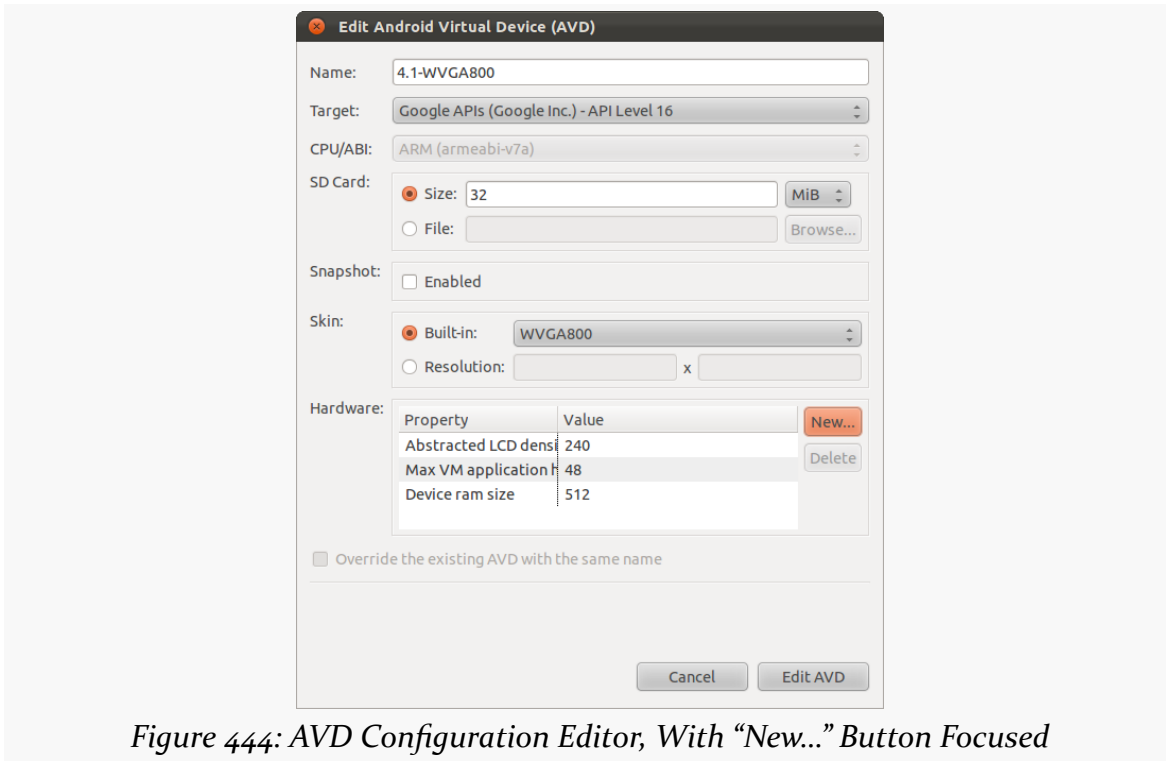 Edit Android Virtual Device (AVD)
Name: 4.1-WVGA800
Target: Google APIs (Google Inc.) - API Level 16
CPU/ABI: ARM (armeabi-v7a)
SD Card:
Size: 32 MiB
File: Browse...
Snapshot:
Enabled
Skin:
Built-in: WVGA800
Resolution: x
Hardware:
Property Value New...
Abstracted LCD densi 240
Delete
Max VM application h 48
Device ram size 512
Override the existing AVD with the same name
Cancel Edit AVD
Figure 444: AVD Configuration Editor, With “New...” Button Focused